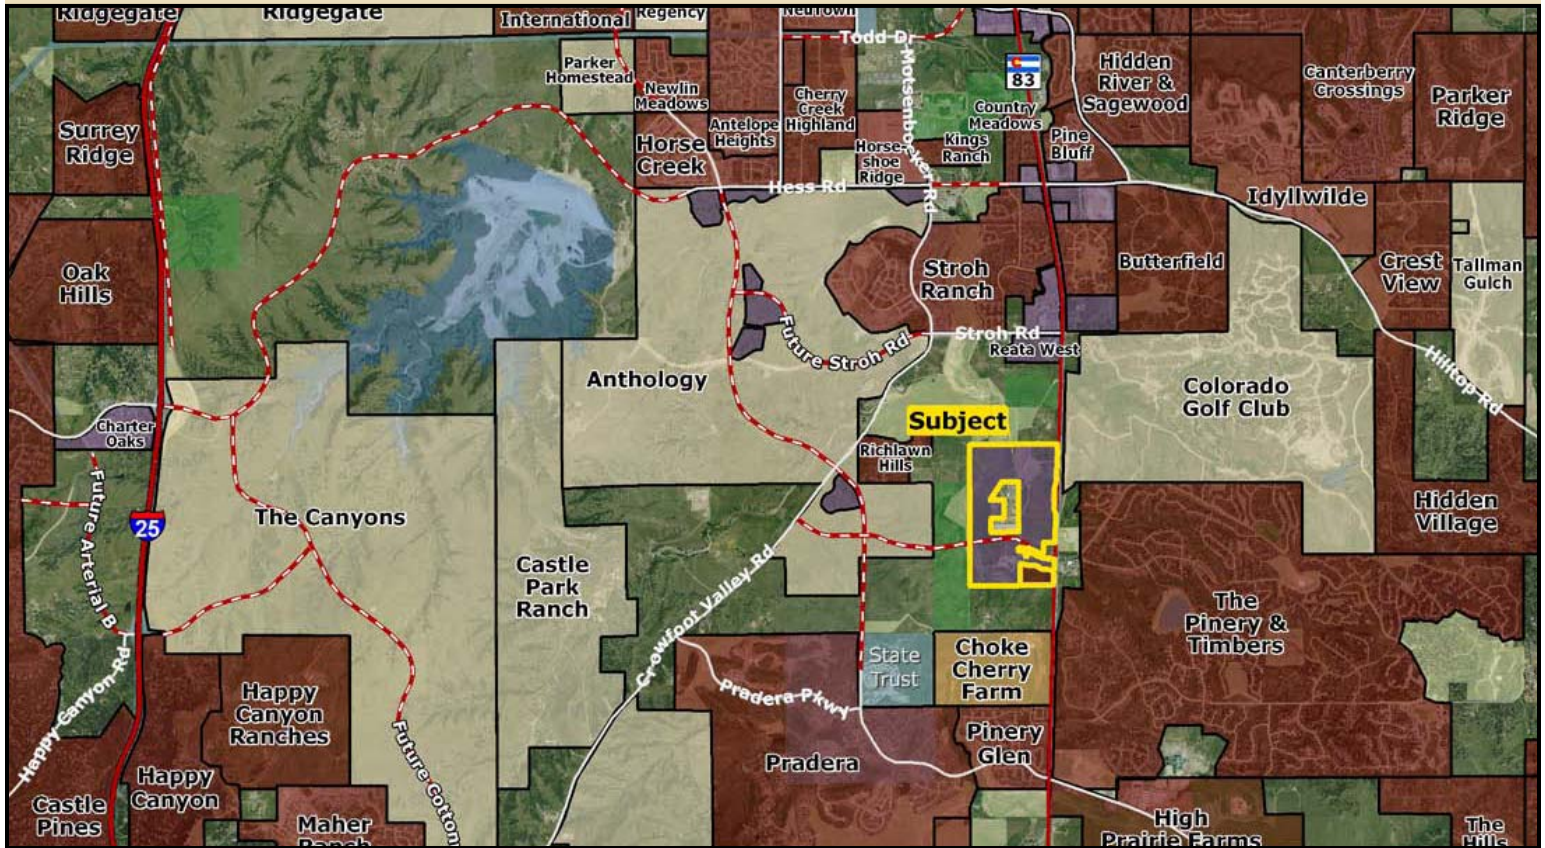 Ridgegate
Ridgegate
International
Regency
NewTown
Todd Dr
Motsenbocker Rd
83
Parker
Homestead
Newlin
Meadows
Cherry
Creek
Highland
Country
Meadows
Hidden
River &
Sagewood
Canterberry
Crossings
Parker
Ridge
Surrey
Ridge
Horse
Creek
Antelope
Heights
Horse-
shoe
Ridge
Kings
Ranch
Pine
Bluff
Hess Rd
Idyllwilde
Oak
Hills
Stroh
Ranch
Butterfield
Crest
View
Tallman
Gulch
Future Stroh Rd
Stroh Rd
Reata West
Hilltop Rd
Anthology
Colorado
Golf Club
Charter
Oaks
Subject
Richlawn
Hills
Future Arterial B
25
The Canyons
Hidden
Village
Castle
Park
Ranch
Crowfoot Valley Rd
The
Pinery &
Timbers
State
Trust
Choke
Cherry
Farm
Happy Canyon Rd
Happy
Canyon
Ranches
Pradera Pkwy
Future Cotton
Pradera
Pinery
Glen
Happy
Canyon
Castle
Pines
Maher
Ranch
High
Prairie Farms
The
Hills